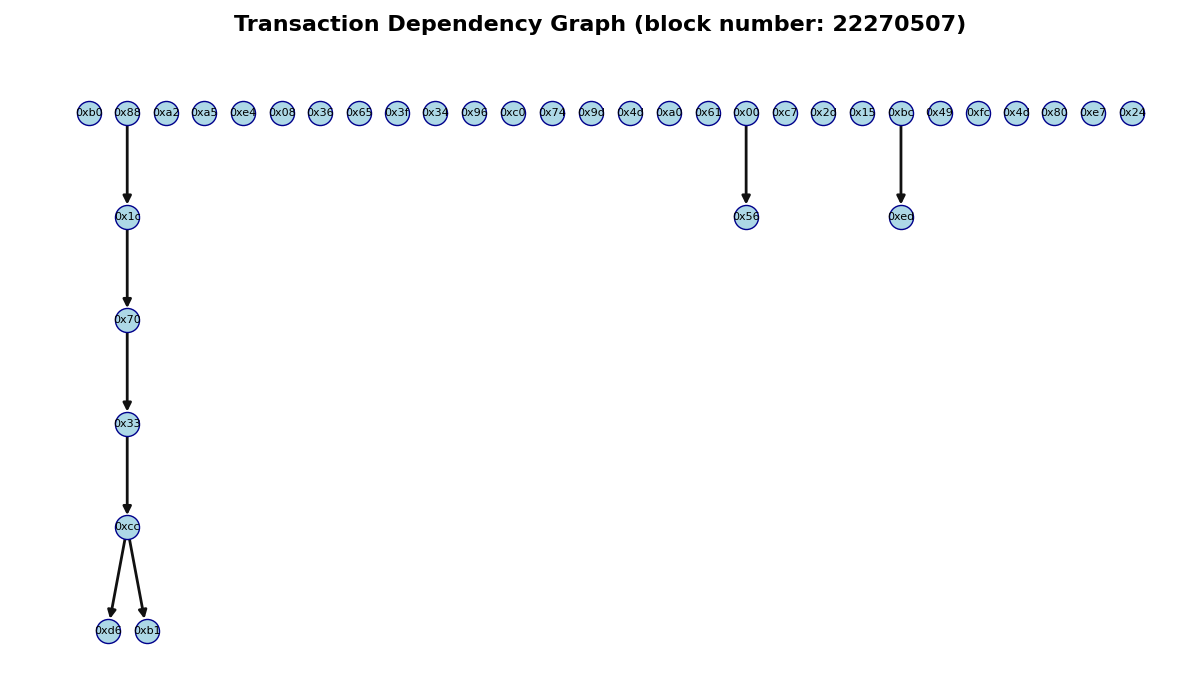 Transaction Dependency Graph (block number: 22270507)
0xb0 0x88 0xa2 0xa5 0xe4 0x08 0x36 0x65 0x3f 0x34 0x96 0xc0 0x74 0x9d 0x4d 0xa0 0x61 0x00 0xc7 0x2d 0x15 0xbc 0x49 0xfc 0x4d 0x80 0xe7 0x24
0x1c 0x56 0xed
0x70
0x33
0xcc
0xd6 0xb1